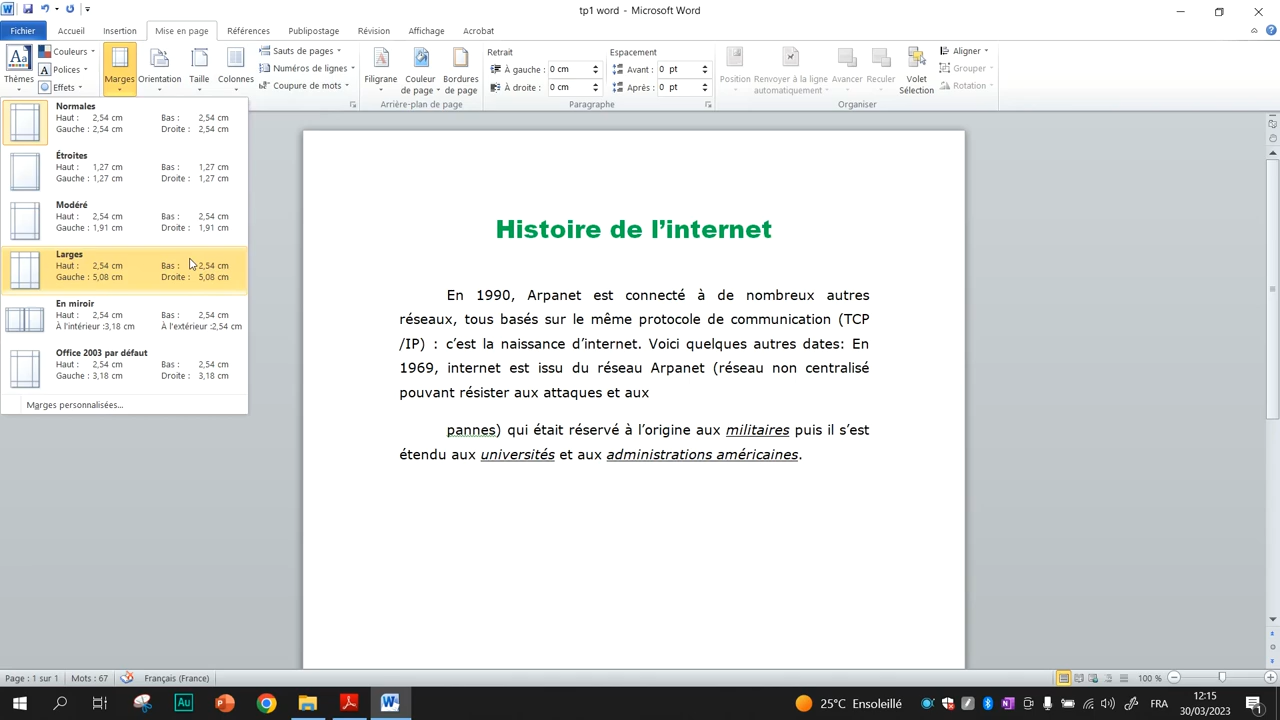 tp1 word - Microsoft Word
Fichier Accueil Insertion Mise en page Références Publipostage Révision Affichage Acrobat
Aa
Thèmes
Couleurs
A Polices
Effets
Marges
Orientation
Taille
Colonnes
Sauts de pages
Numéros de lignes
Coupure de mots
Filigrane
Couleur de page
Bordures de page
Arrière-plan de page
Retrait
À gauche : 0 cm
À droite : 0 cm
Espacement
Avant : 0 pt
Après : 0 pt
Paragraphe
Position
Renvoyer à la ligne automatiquement
Avancer
Reculer
Volet Sélection
Aligner
Grouper
Rotation
Organiser
Normales
Haut : 2,54 cm Bas : 2,54 cm
Gauche : 2,54 cm Droite : 2,54 cm
Étroites
Haut : 1,27 cm Bas : 1,27 cm
Gauche : 1,27 cm Droite : 1,27 cm
Modéré
Haut : 2,54 cm Bas : 2,54 cm
Gauche : 1,91 cm Droite : 1,91 cm
Larges
Haut : 2,54 cm Bas : 2,54 cm
Gauche : 5,08 cm Droite : 5,08 cm
En miroir
Haut : 2,54 cm Bas : 2,54 cm
À l'intérieur :3,18 cm À l'extérieur :2,54 cm
Office 2003 par défaut
Haut : 2,54 cm Bas : 2,54 cm
Gauche : 3,18 cm Droite : 3,18 cm
Marges personnalisées...
Histoire de l’internet
En 1990, Arpanet est connecté à de nombreux autres
réseaux, tous basés sur le même protocole de communication (TCP
/IP) : c’est la naissance d’internet. Voici quelques autres dates: En
1969, internet est issu du réseau Arpanet (réseau non centralisé
pouvant résister aux attaques et aux
pannes) qui était réservé à l’origine aux militaires puis il s’est
étendu aux universités et aux administrations américaines.
Page : 1 sur 1 Mots : 67 Français (France) 100 %
Au
25°C Ensoleillé
FRA
12:15
30/03/2023